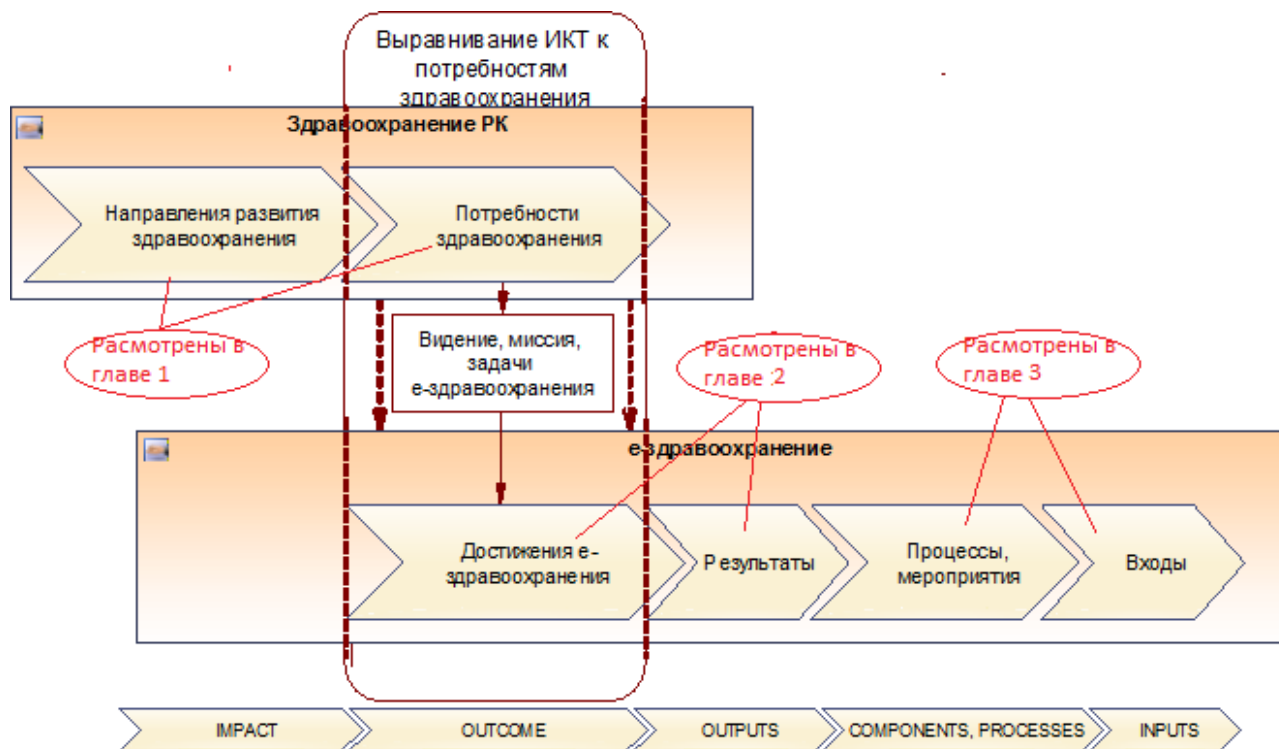 Выравнивание ИКТ к
потребностям
здравоохранения
Здравоохранение РК
Направления развития
здравоохранения
Потребности
здравоохранения
Расмотрены в
главе 1
Видение, миссия,
задачи
е-здравоохранения
Расмотрены в
главе :2
Расмотрены в
главе 3
е-здравоохранение
Достижения е-
здравоохранения
Результаты
Процессы,
мероприятия
Входы
IMPACT
OUTCOME
OUTPUTS
COMPONENTS, PROCESSES
INPUTS